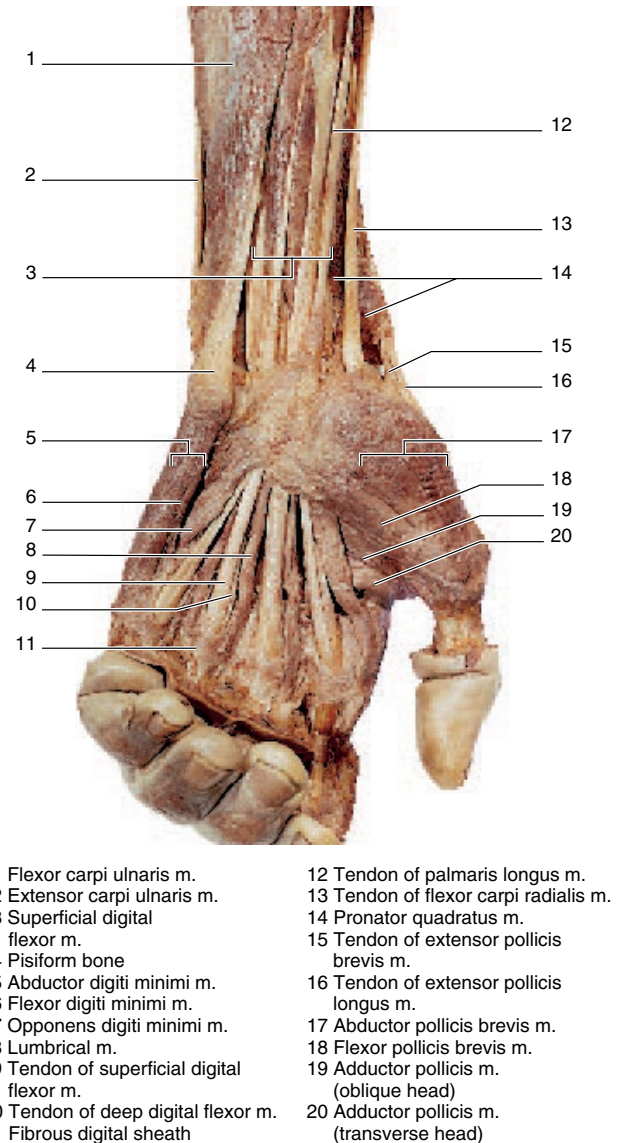 1
2
3
4
5
6
7
8
9
10
11
12
13
14
15
16
17
18
19
20
Flexor carpi ulnaris m.
2 Extensor carpi ulnaris m.
3 Superficial digital
flexor m.
4 Pisiform bone
5 Abductor digiti minimi m.
6 Flexor digiti minimi m.
7 Opponens digiti minimi m.
8 Lumbrical m.
9 Tendon of superficial digital
flexor m.
0 Tendon of deep digital flexor m.
Fibrous digital sheath
12 Tendon of palmaris longus m.
13 Tendon of flexor carpi radialis m.
14 Pronator quadratus m.
15 Tendon of extensor pollicis
brevis m.
16 Tendon of extensor pollicis
longus m.
17 Abductor pollicis brevis m.
18 Flexor pollicis brevis m.
19 Adductor pollicis m.
(oblique head)
20 Adductor pollicis m.
(transverse head)